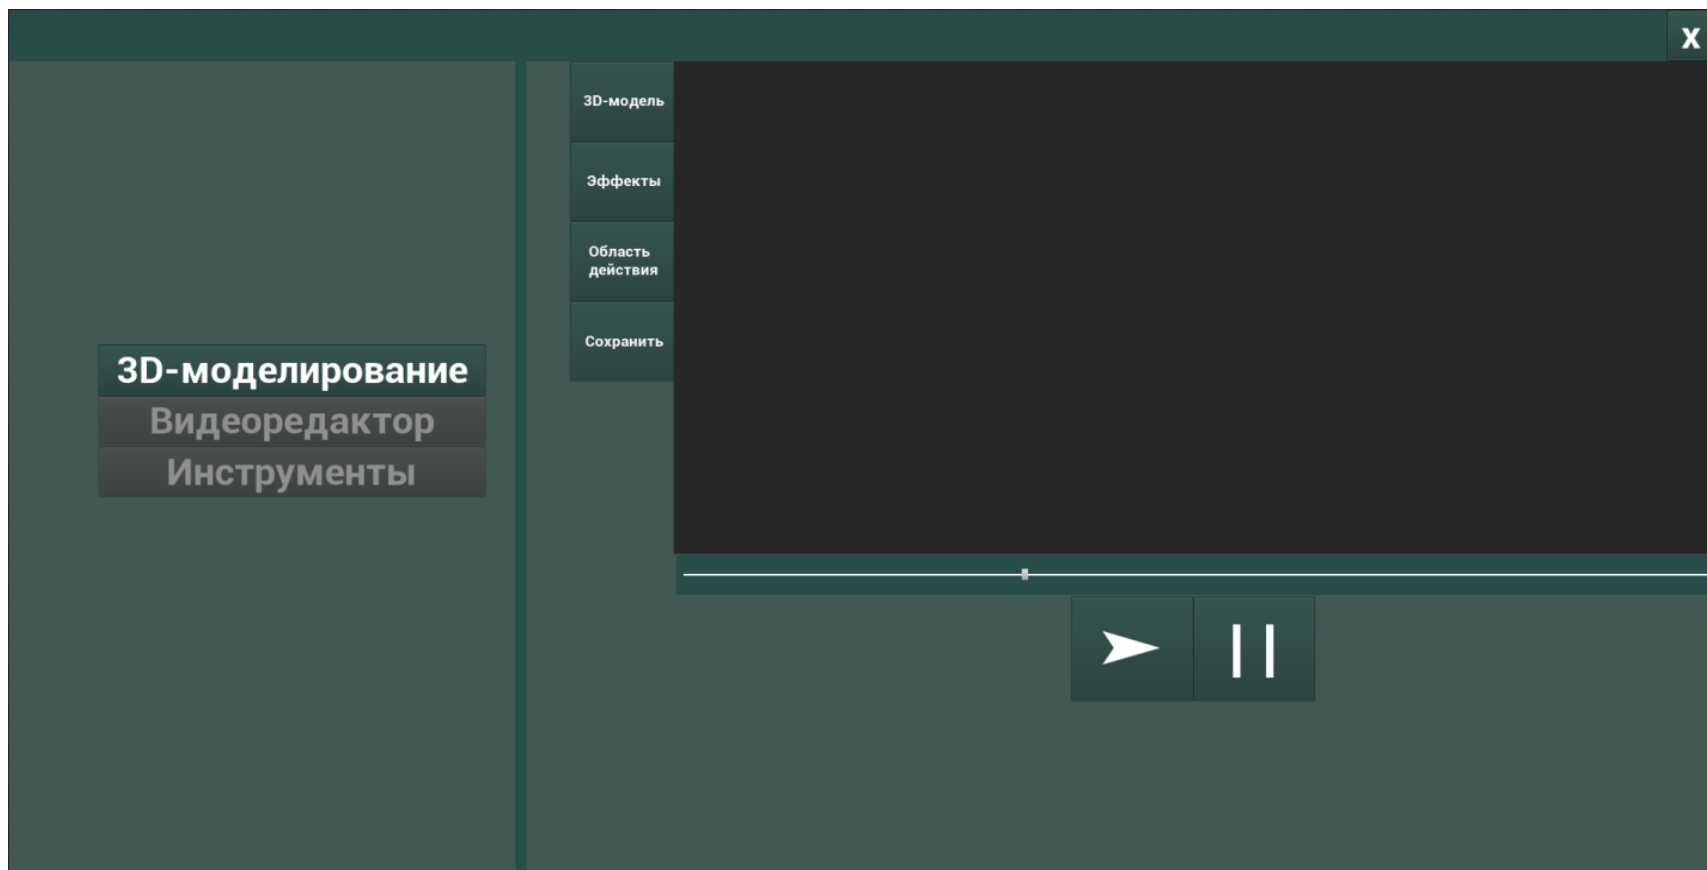 X
3D-модель
Эффекты
Область
действия
Сохранить
3D-моделирование
Видеоредактор
Инструменты